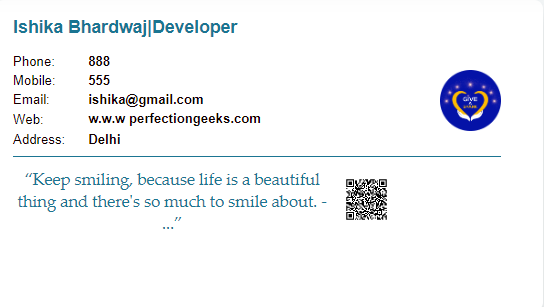 Ishika Bhardwaj|Developer
Phone: 888
Mobile: 555
Email: ishika@gmail.com
Web: w.w.w perfectiongeeks.com
Address: Delhi
GIVE
“Keep smiling, because life is a beautiful
thing and there's so much to smile about. -
...”